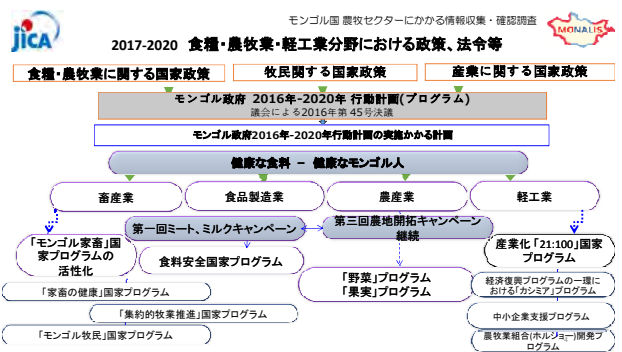 モンゴル国 農牧セクターにかかる情報収集・確認調査
jICA
MONALIS
2017-2020 食糧・農牧業・軽工業分野における政策、法令等
食糧・農牧業に関する国家政策
牧民関する国家政策
産業に関する国家政策
モンゴル政府 2016年-2020年 行動計画(プログラム)
議会による2016年第 45号決議
モンゴル政府2016年-2020年行動計画の実施かかる計画
健康な食料 − 健康なモンゴル人
畜産業
食品製造業
農産業
軽工業
第一回ミート、ミルクキャンペーン
第三回農地開拓キャンペーン
継続
「モンゴル家畜」国
家プログラムの
活性化
食料安全国家プログラム
「野菜」プログラム
「果実」プログラム
産業化 「21:100」国家
プログラム
「家畜の健康」国家プログラム
「集約的牧業推進」国家プログラム
「モンゴル牧民」国家プログラム
経済復興プログラムの一環に
おける「カシミア」プログラム
中小企業支援プログラム
農牧業組合(ホルショー)開発プ
ログラム